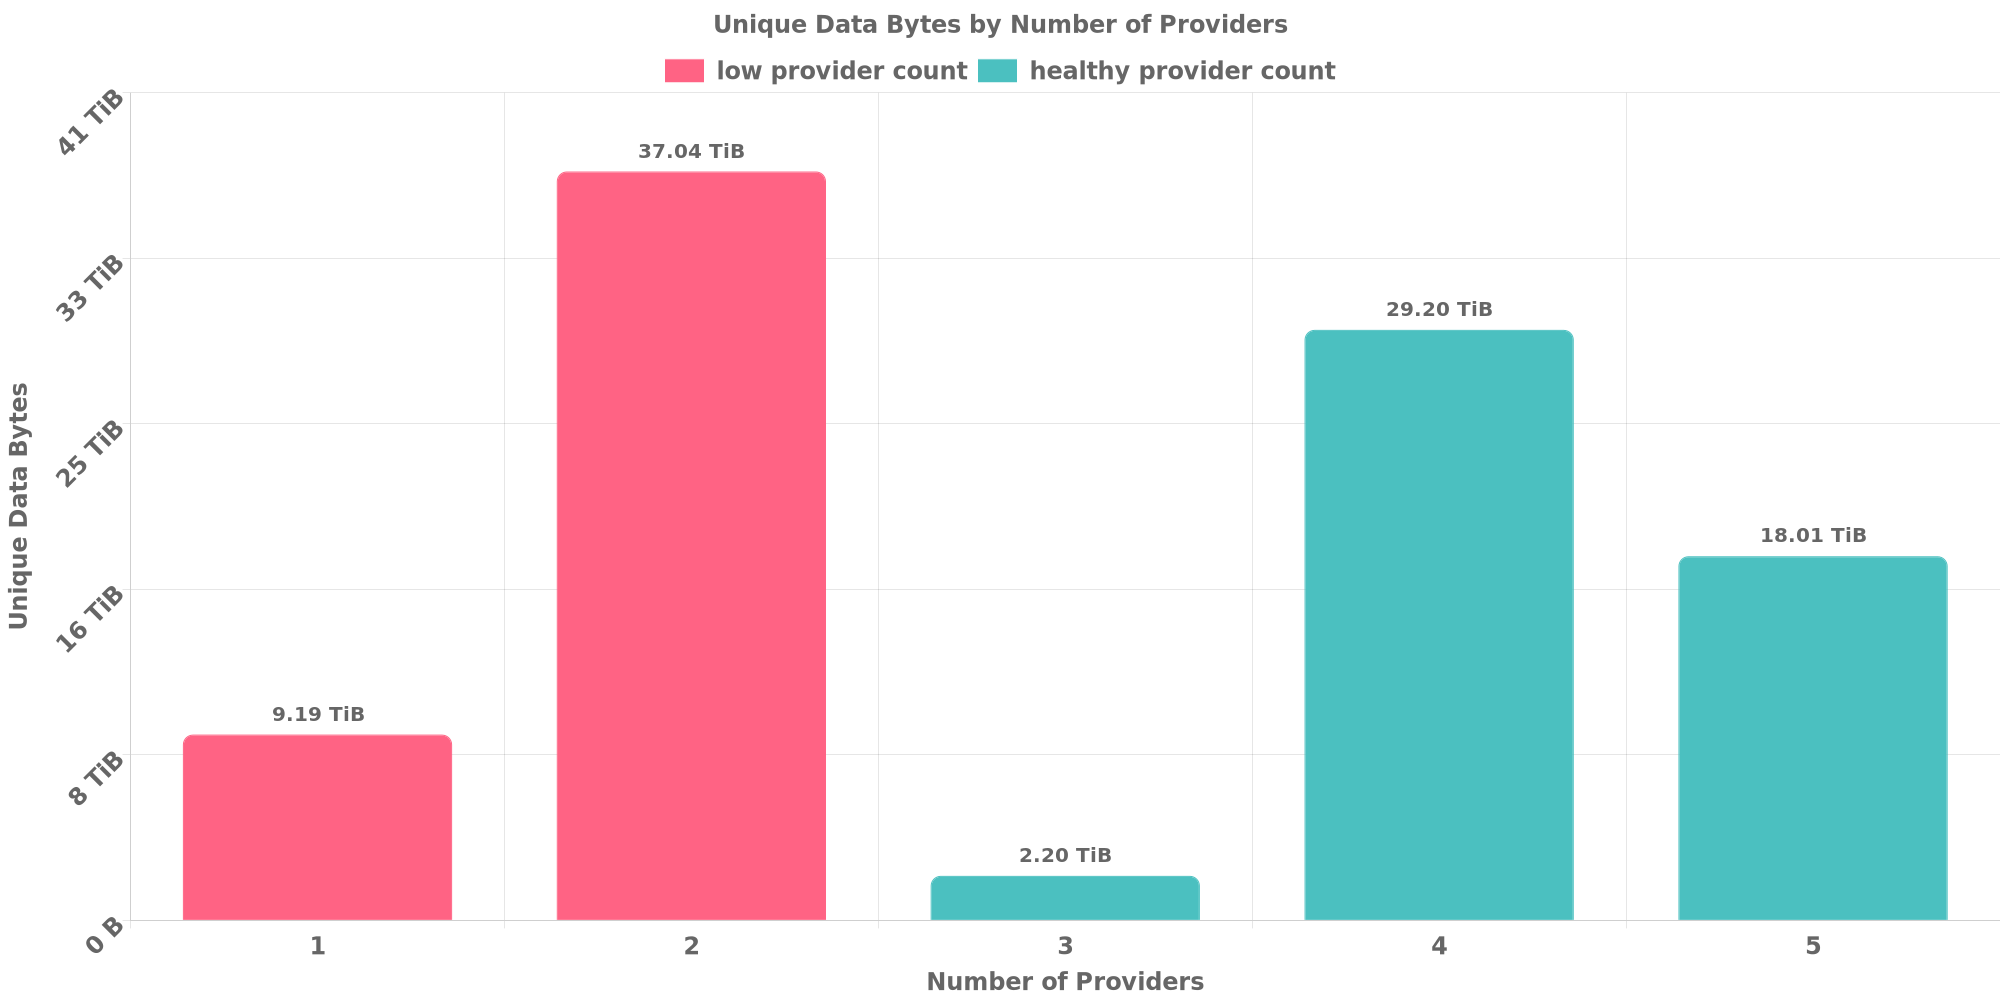 Unique Data Bytes by Number of Providers
low provider count healthy provider count
41 TiB
33 TiB
25 TiB
16 TiB
8 TiB
0 B
Unique Data Bytes
9.19 TiB
37.04 TiB
2.20 TiB
29.20 TiB
18.01 TiB
1 2 3 4 5
Number of Providers